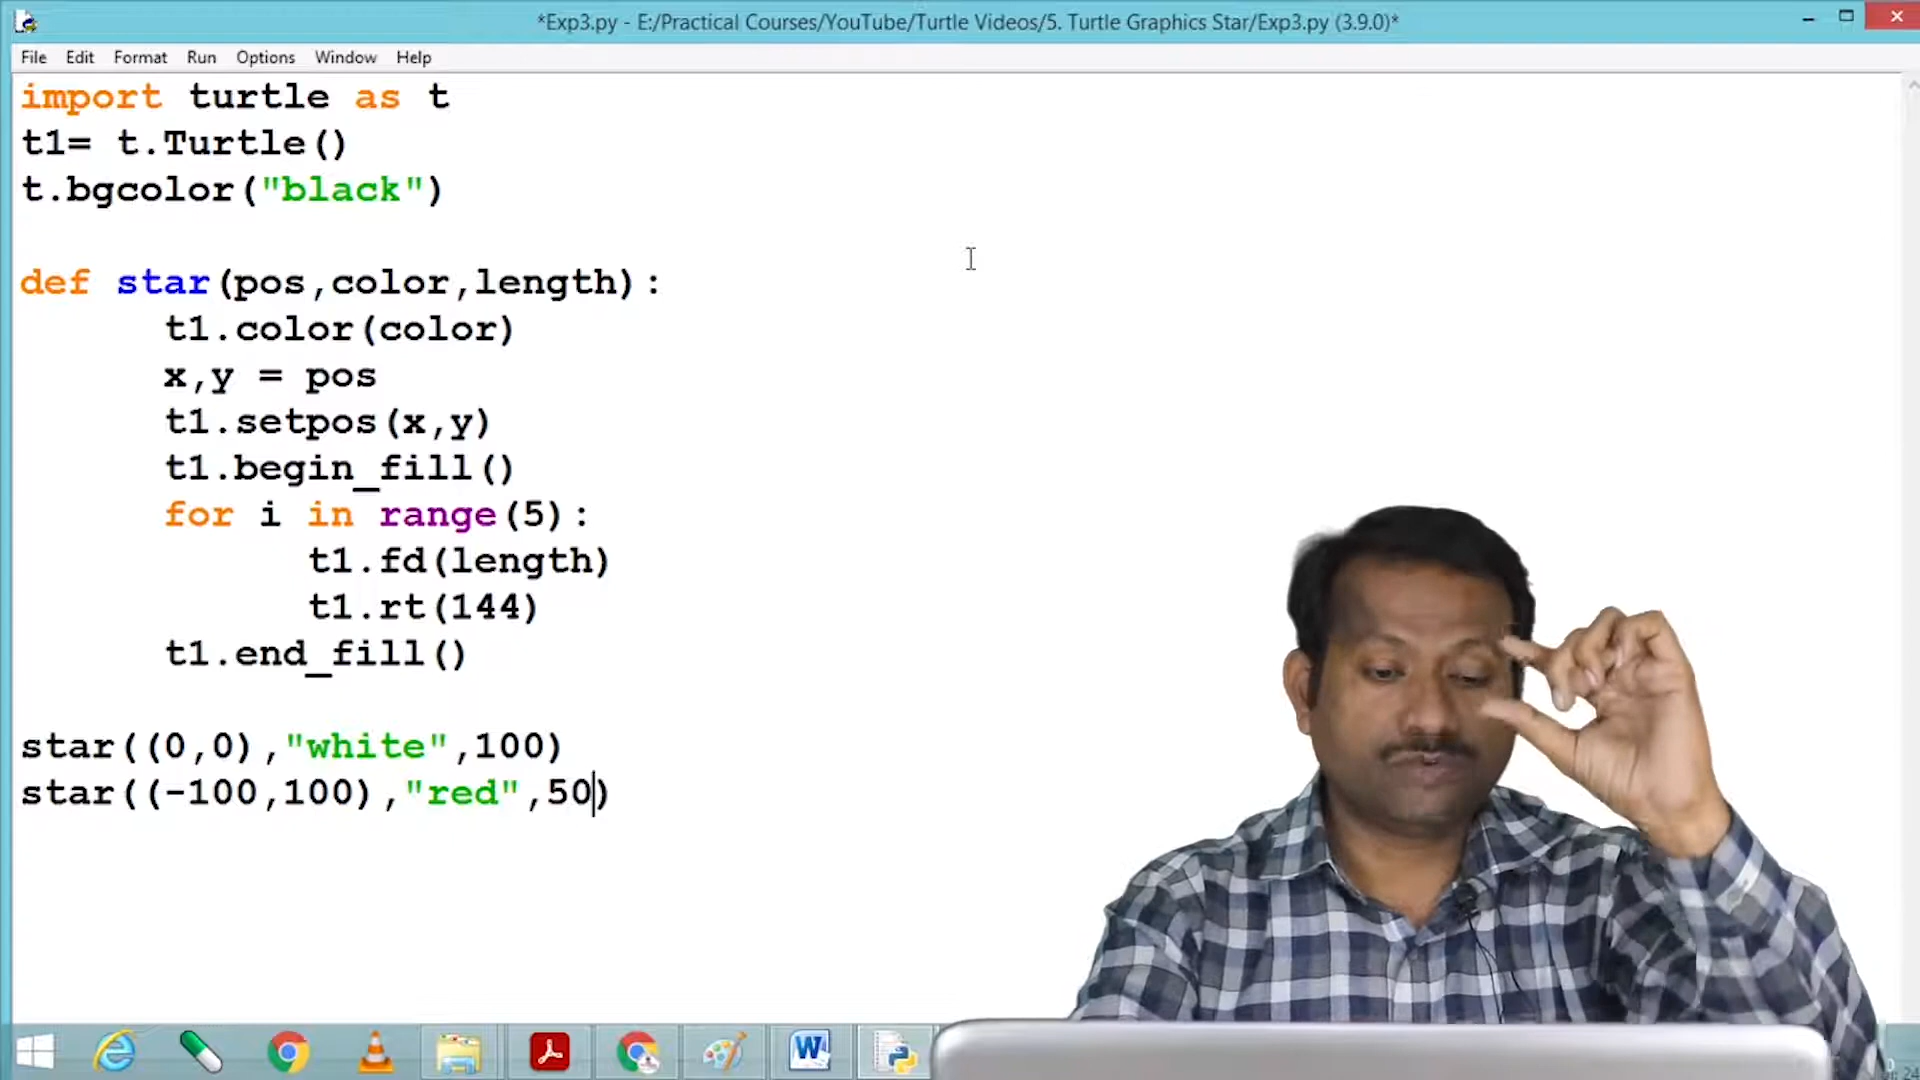 *Exp3.py - E:/Practical Courses/YouTube/Turtle Videos/5. Turtle Graphics Star/Exp3.py (3.9.0)*
File Edit Format Run Options Window Help
import turtle as t
t1= t.Turtle()
t.bgcolor("black")
def star(pos,color,length):
t1.color(color)
x,y = pos
t1.setpos(x,y)
t1.begin_fill()
for i in range(5):
t1.fd(length)
t1.rt(144)
t1.end_fill()
star((0,0),"white",100)
star((-100,100),"red",50)